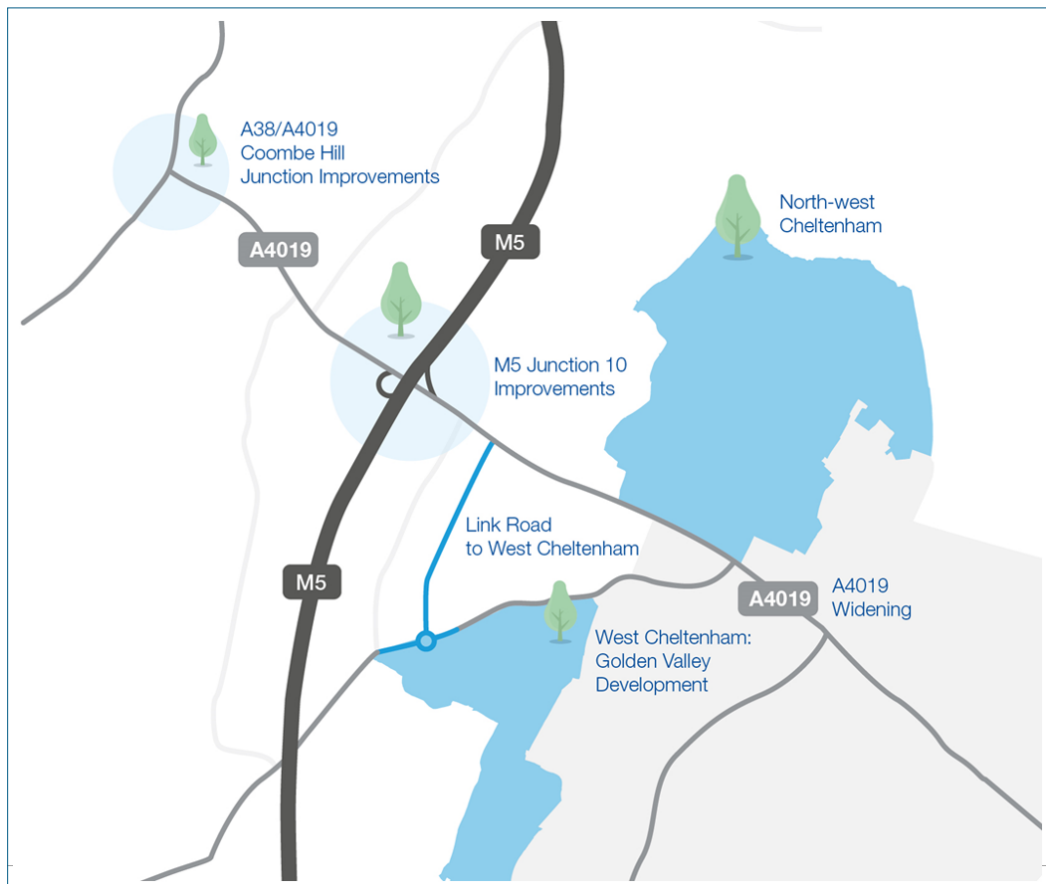 A38/A4019
Coombe Hill
Junction Improvements
North-west
Cheltenham
A4019
M5
M5 Junction 10
Improvements
Link Road
to West Cheltenham
M5
A4019
A4019
Widening
West Cheltenham:
Golden Valley
Development